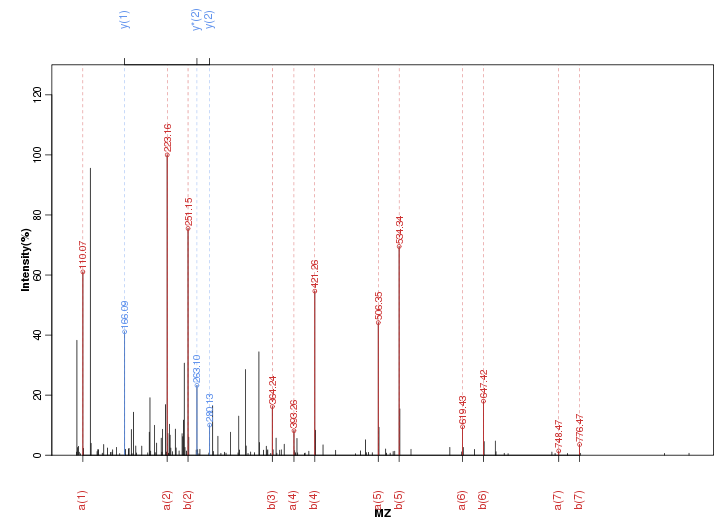 y(1)
y*(2)
y(2)
Intensity(%)
0
20
40
60
80
100
120
110.07
166.09
223.16
251.15
263.10
280.13
364.24
393.26
421.26
506.35
534.34
619.43
647.42
748.47
776.47
a(1)
a(2)
b(2)
b(3)
a(4)
b(4)
a(5)
b(5)
a(6)
b(6)
a(7)
b(7)
MZ